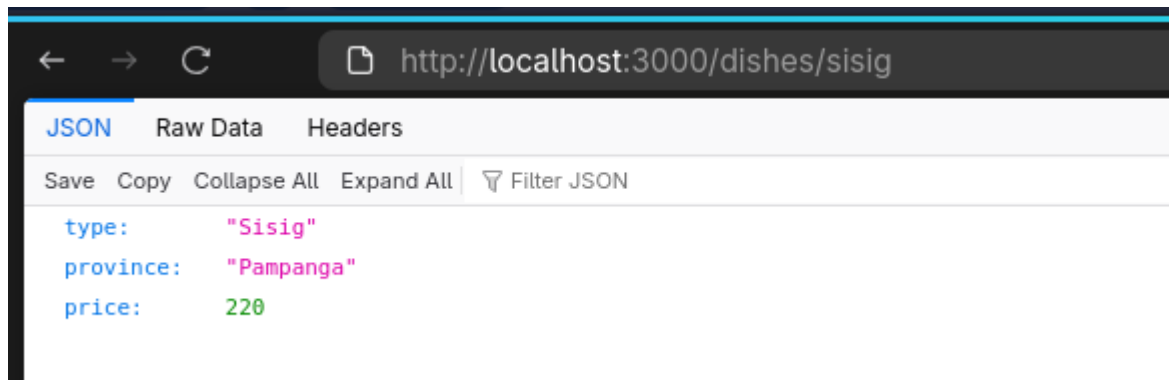 http://localhost:3000/dishes/sisig
JSON Raw Data Headers
Save Copy Collapse All Expand All Filter JSON
type: "Sisig"
province: "Pampanga"
price: 220